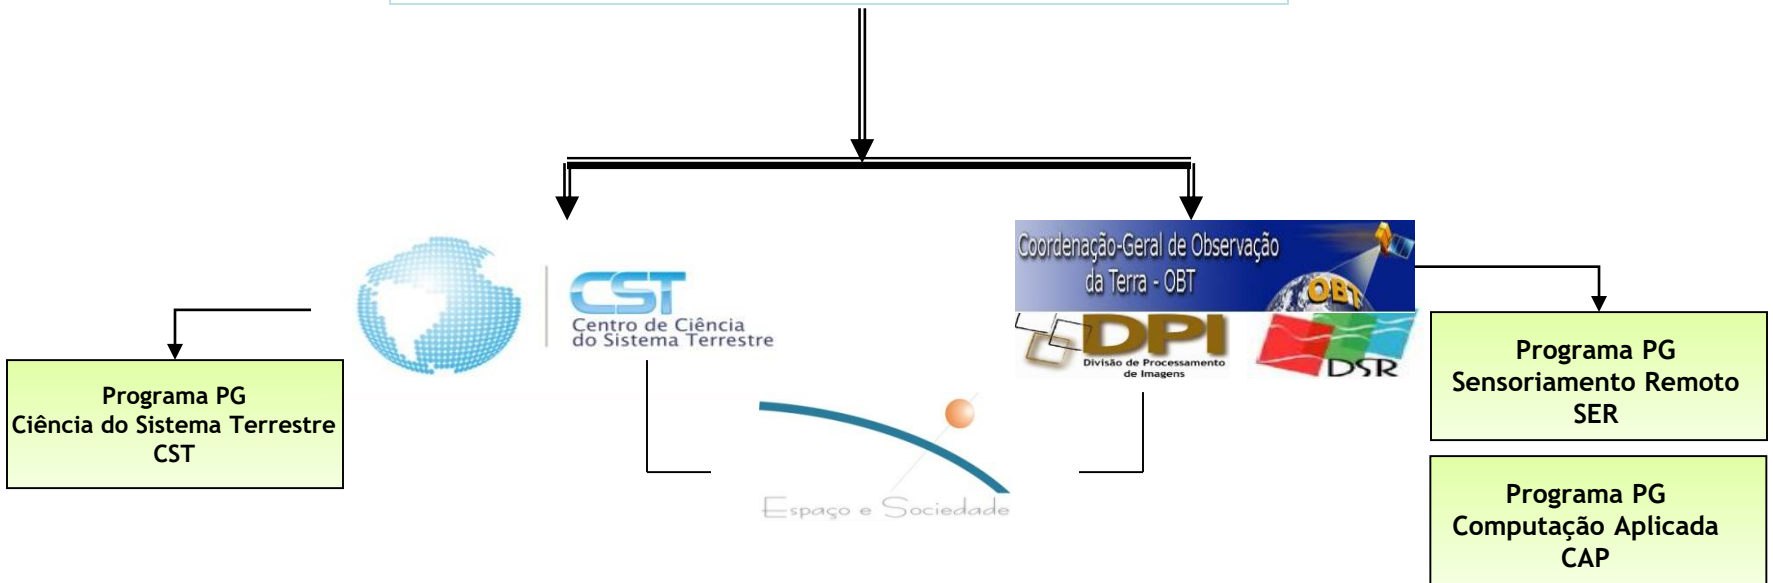 Coordenação-Geral de Observação
da Terra - OBT
OBT
CST
Centro de Ciência
do Sistema Terrestre
DPI
Divisão de Processamento
de Imagens
DSR
Programa PG
Ciência do Sistema Terrestre
CST
Programa PG
Sensoriamento Remoto
SER
Espaço e Sociedade
Programa PG
Computação Aplicada
CAP